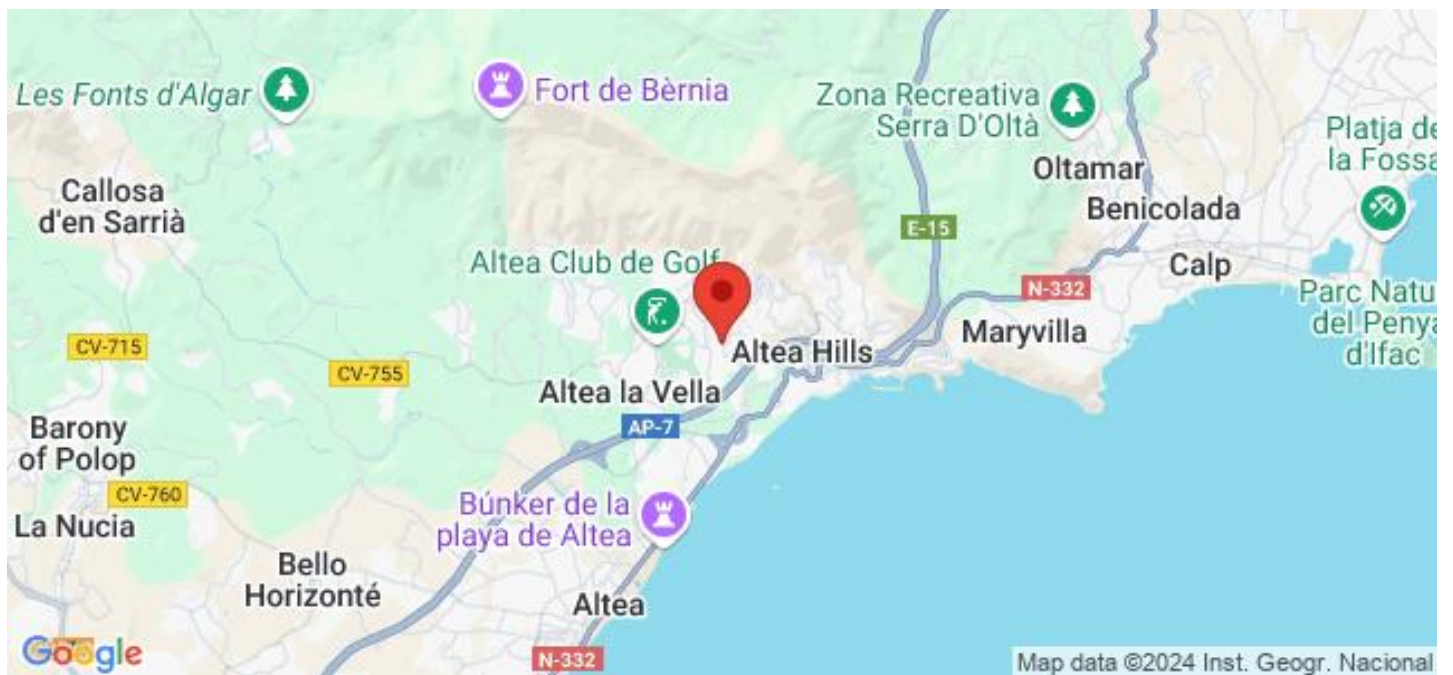 Les Fonts d'Algar
Fort de Bèrnia
Zona Recreativa
Serra D'Oltà
Platja de
la Fossa
Oltamar
Callosa
d'en Sarrià
Benicolada
E-15
Altea Club de Golf
Calp
N-332
Parc Natu
del Penya
d'Ifac
Maryvilla
CV-715
Altea Hills
CV-755
Altea la Vella
AP-7
Barony
of Polop
CV-760
Búnker de la
playa de Altea
La Nucia
Bello
Horizonté
Altea
Google
N-332
Map data ©2024 Inst. Geogr. Nacional